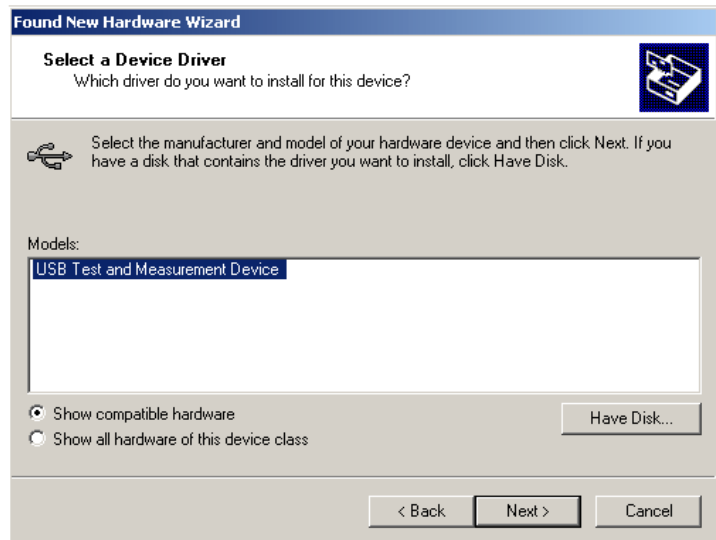 Found New Hardware Wizard
Select a Device Driver
Which driver do you want to install for this device?
Select the manufacturer and model of your hardware device and then click Next. If you
have a disk that contains the driver you want to install, click Have Disk.
Models:
USB Test and Measurement Device
Show compatible hardware
Have Disk...
Show all hardware of this device class
< Back
Next >
Cancel